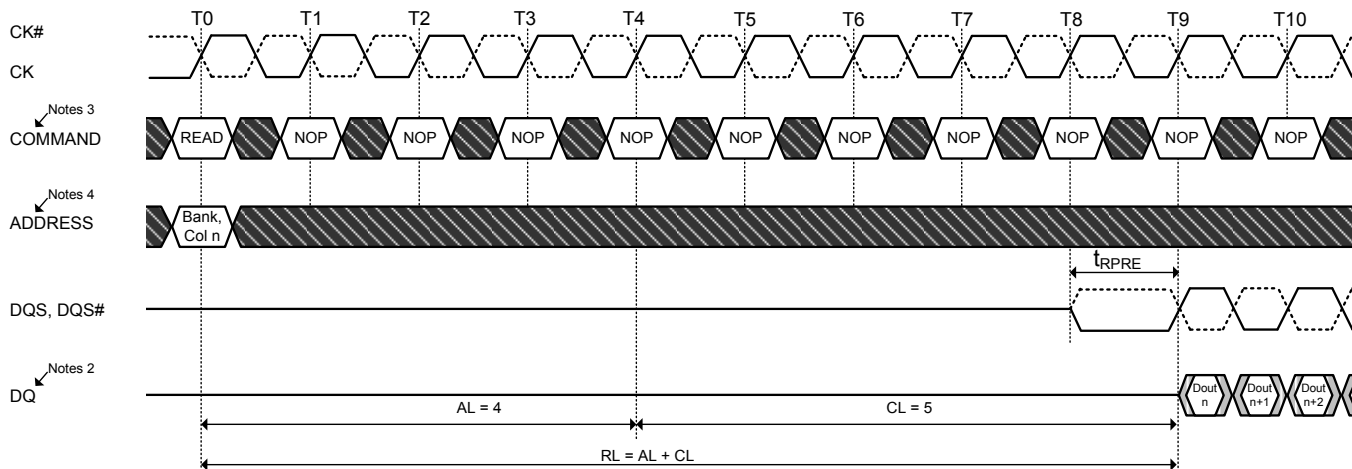 T0 T1 T2 T3 T4 T5 T6 T7 T8 T9 T10
CK#
CK
Notes 3
COMMAND
READ NOP NOP NOP NOP NOP NOP NOP NOP NOP NOP
Notes 4
ADDRESS
Bank,
Col n
tRPRE
DQS, DQS#
Notes 2
DQ
Dout
n
Dout
n+1
Dout
n+2
AL = 4
CL = 5
RL = AL + CL